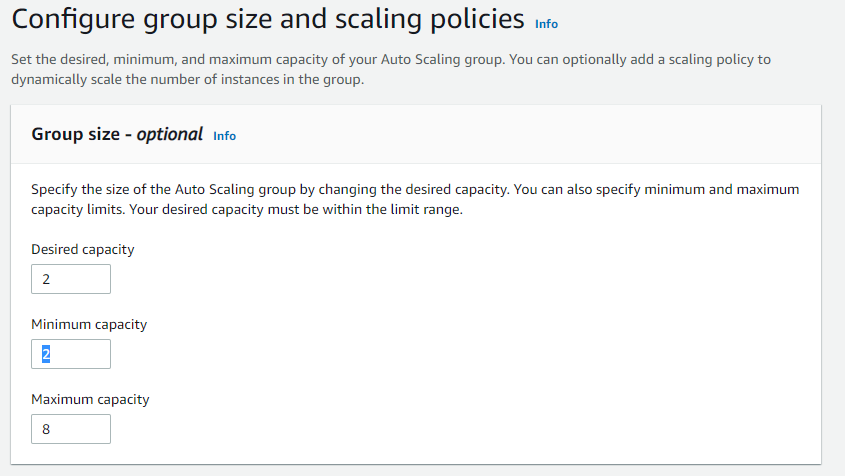 Configure group size and scaling policies Info
Set the desired, minimum, and maximum capacity of your Auto Scaling group. You can optionally add a scaling policy to
dynamically scale the number of instances in the group.
Group size - optional Info
Specify the size of the Auto Scaling group by changing the desired capacity. You can also specify minimum and maximum
capacity limits. Your desired capacity must be within the limit range.
Desired capacity
2
Minimum capacity
2
Maximum capacity
8